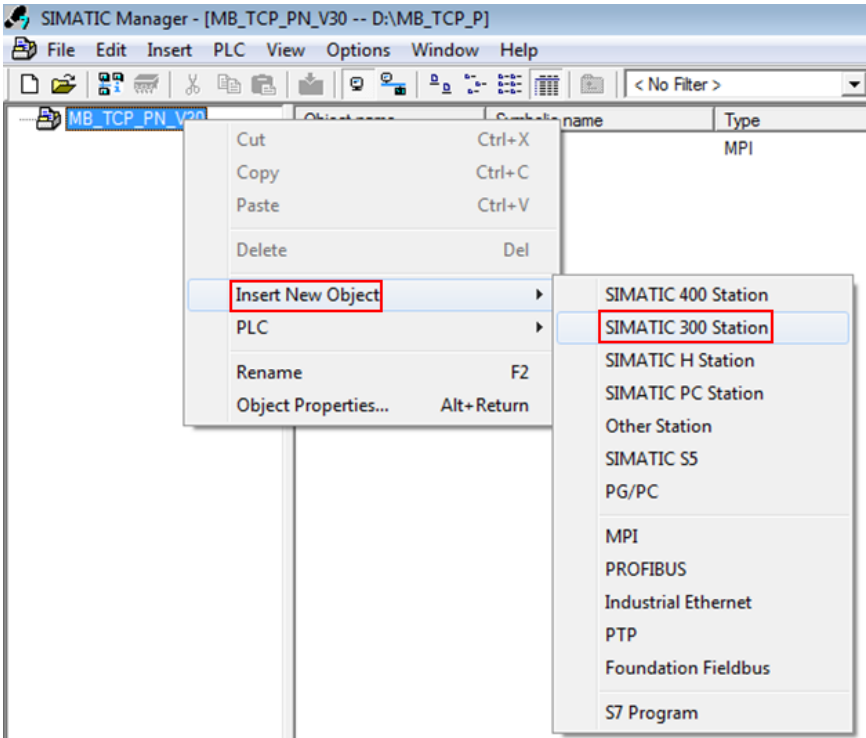 SIMATIC Manager - [MB_TCP_PN_V30 -- D:\MB_TCP_P]
File Edit Insert PLC View Options Window Help
< No Filter >
MB_TCP_PN_V30
Object name Symbolic name Type
MPI
Cut Ctrl+X
Copy Ctrl+C
Paste Ctrl+V
Delete Del
Insert New Object
PLC
Rename F2
Object Properties... Alt+Return
SIMATIC 400 Station
SIMATIC 300 Station
SIMATIC H Station
SIMATIC PC Station
Other Station
SIMATIC S5
PG/PC
MPI
PROFIBUS
Industrial Ethernet
PTP
Foundation Fieldbus
S7 Program